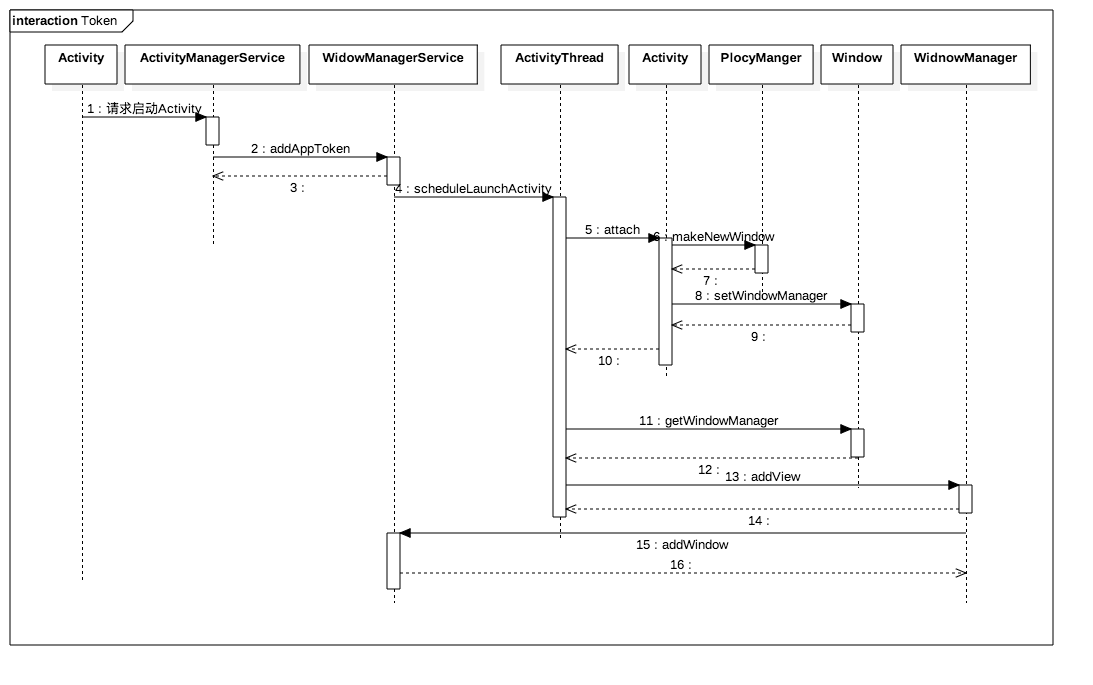 interaction Token
Activity
ActivityManagerService
WidowManagerService
ActivityThread
Activity
PlocyManger
Window
WidnowManager
1 : 请求启动Activity
2 : addAppToken
3 :
4 : scheduleLaunchActivity
5 : attach
6 : makeNewWindow
7 :
8 : setWindowManager
9 :
10 :
11 : getWindowManager
12 :
13 : addView
14 :
15 : addWindow
16 :